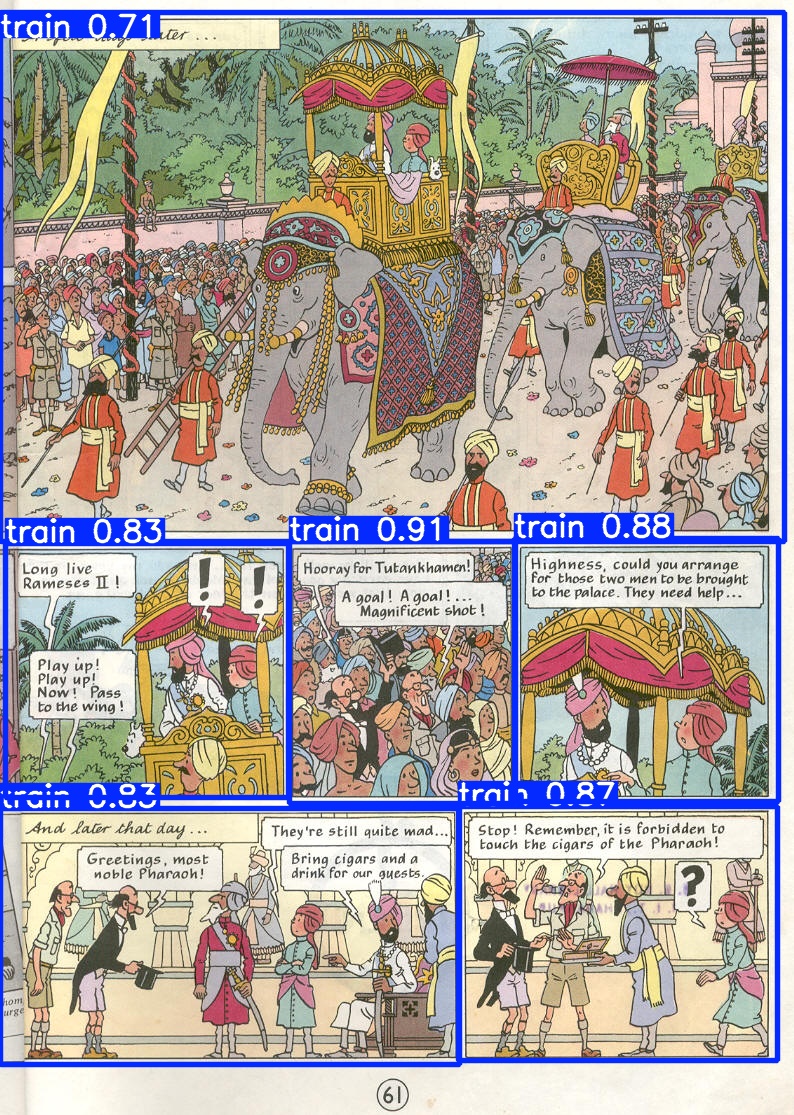 train 0.71
train 0.83
Long live
Rameses II !
!
!
Play up!
Play up!
Now! Pass
to the wing!
train 0.91
Hooray for Tutankhamen!
A goal! A goal! ...
Magnificent shot!
train 0.88
Highness, could you arrange
for those two men to be brought
to the palace. They need help...
train 0.83
And later that day...
They're still quite mad...
Greetings, most
noble Pharaoh!
Bring cigars and a
drink for our guests.
train 0.87
Stop! Remember, it is forbidden to
touch the cigars of the Pharaoh!
?
61